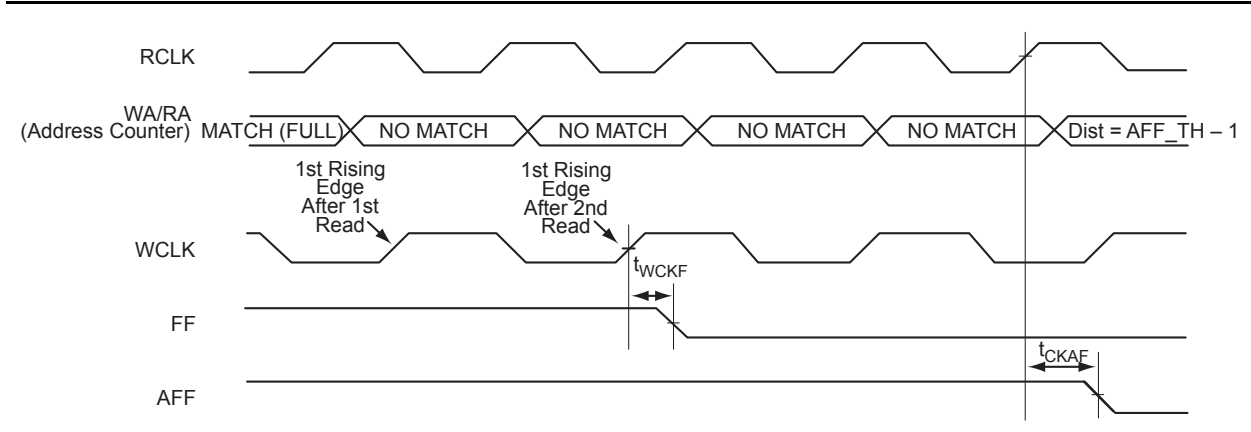 RCLK
WA/RA
(Address Counter) MATCH (FULL) NO MATCH NO MATCH NO MATCH NO MATCH Dist = AFF_TH – 1
1st Rising
Edge
After 1st
Read
1st Rising
Edge
After 2nd
Read
WCLK
tWCKF
FF
tCKAF
AFF